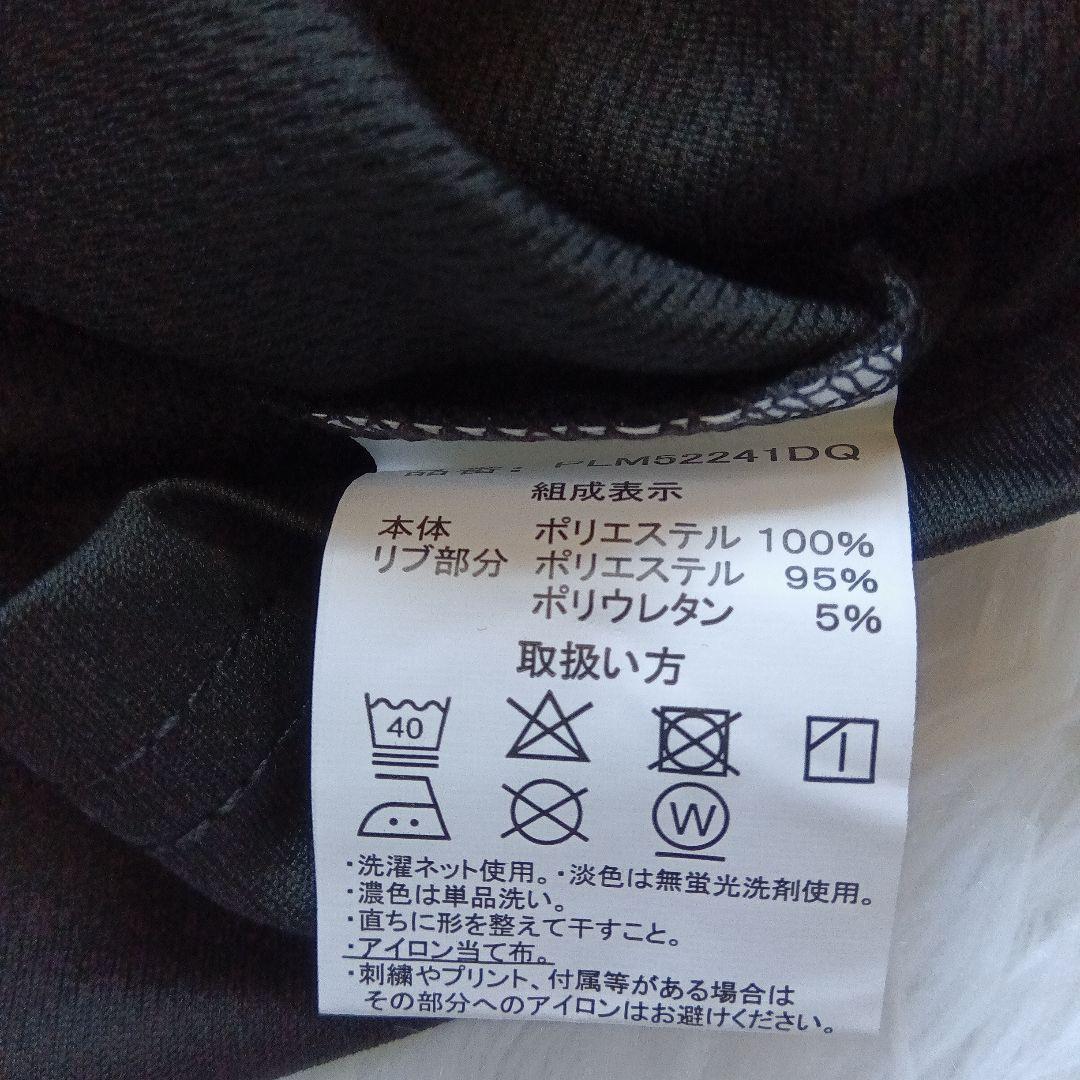 品番: PLM52241DQ
組成表示
本体 ポリエステル 100%
リブ部分 ポリエステル 95%
ポリウレタン 5%
取扱い方
40
W
・洗濯ネット使用。・淡色は無蛍光洗剤使用。
・濃色は単品洗い。
・直ちに形を整えて干すこと。
・アイロン当て布。
・刺繍やプリント、付属等がある場合は
その部分へのアイロンはお避けください。